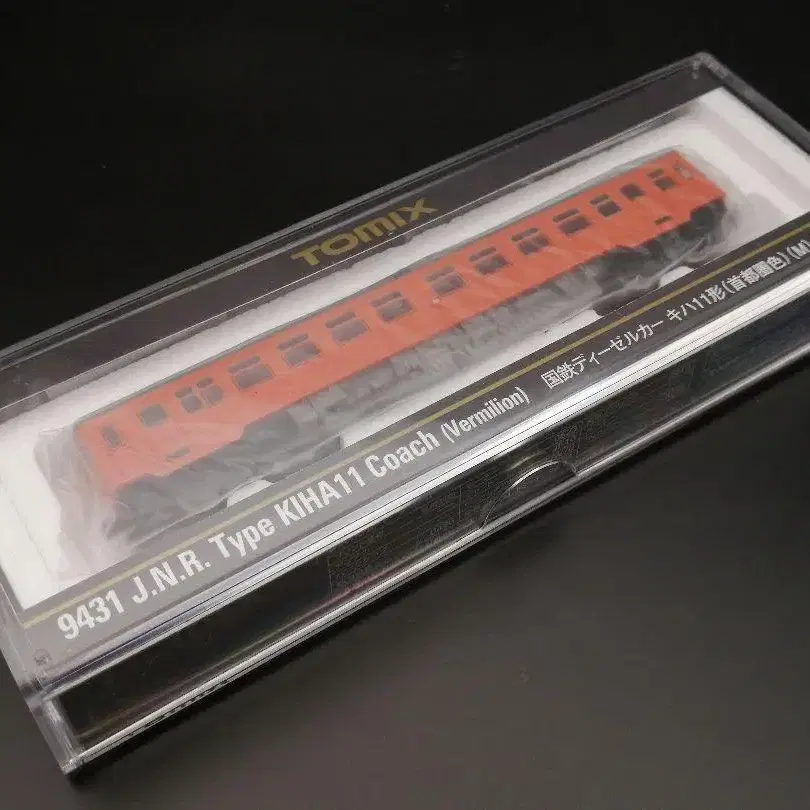 TOMIX
9431 J.N.R. Type KIHA11 Coach (Vermilion) 国鉄ディーゼルカー キハ11形(首都圏色)(M)